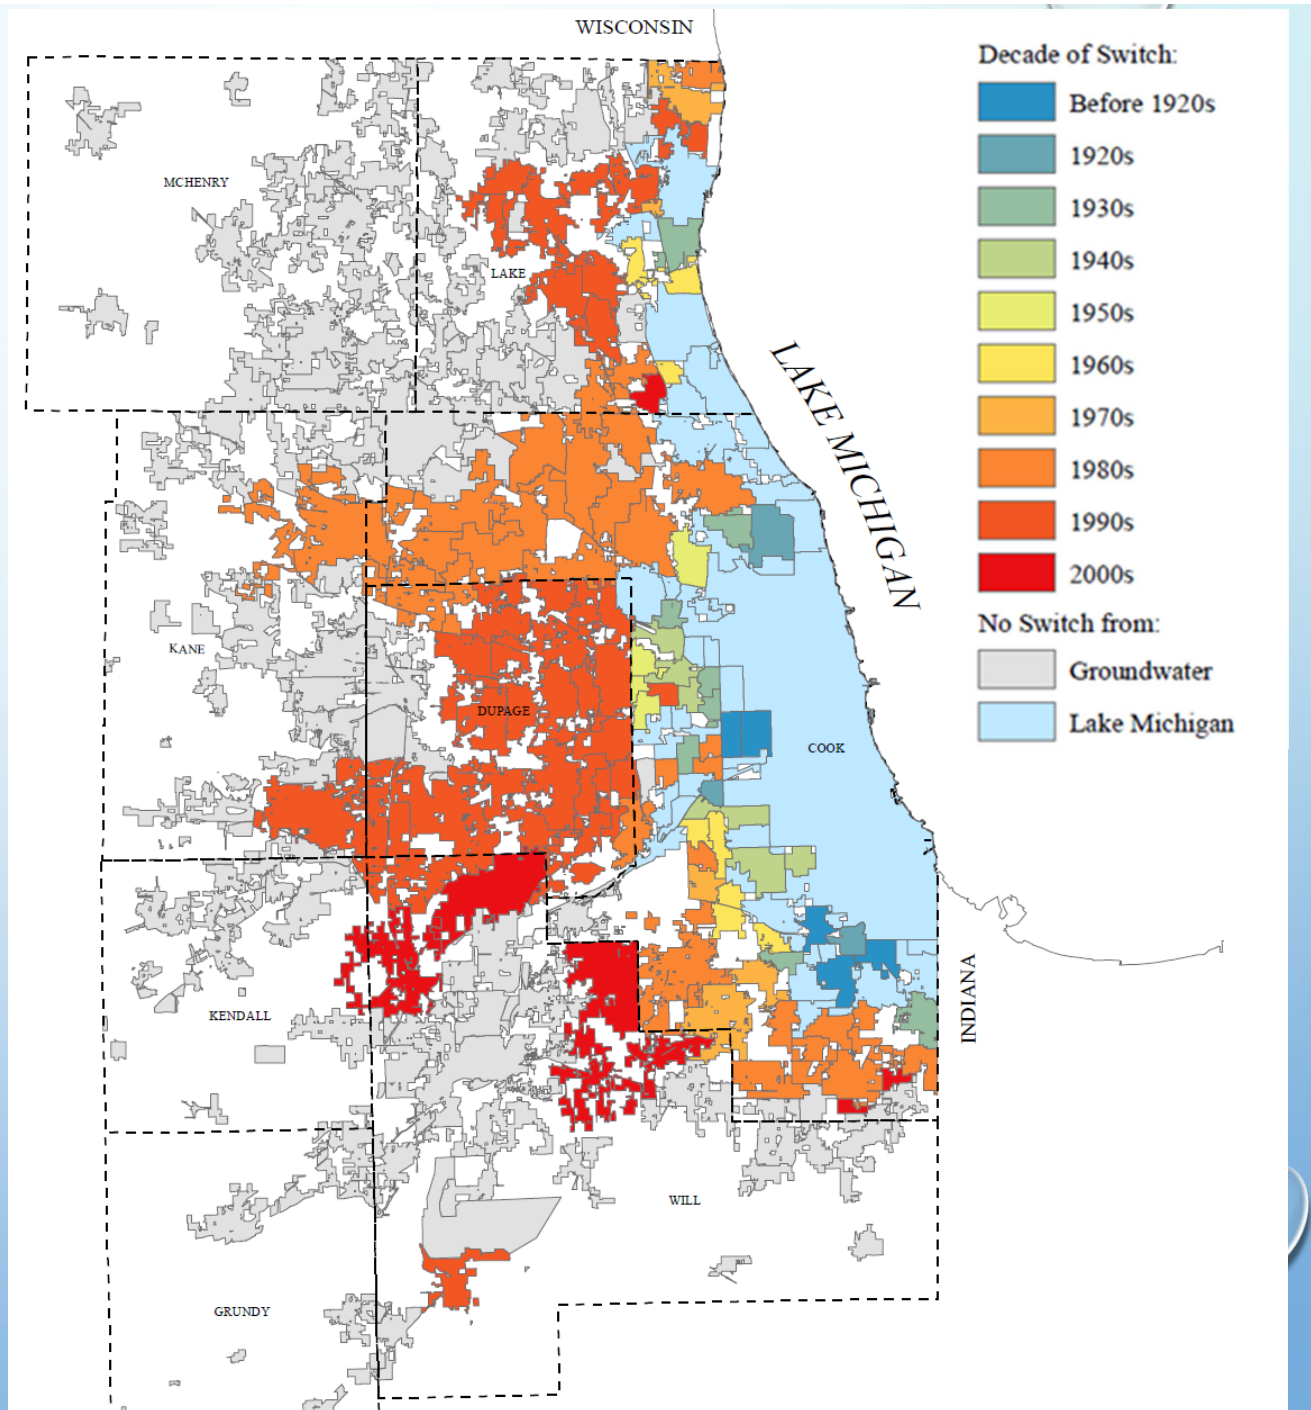 WISCONSIN
Decade of Switch:
Before 1920s
1920s
1930s
1940s
1950s
1960s
1970s
1980s
1990s
2000s
No Switch from:
Groundwater
Lake Michigan
MCHENRY
LAKE
LAKE MICHIGAN
KANE
DUPAGE
COOK
KENDALL
INDIANA
WILL
GRUNDY